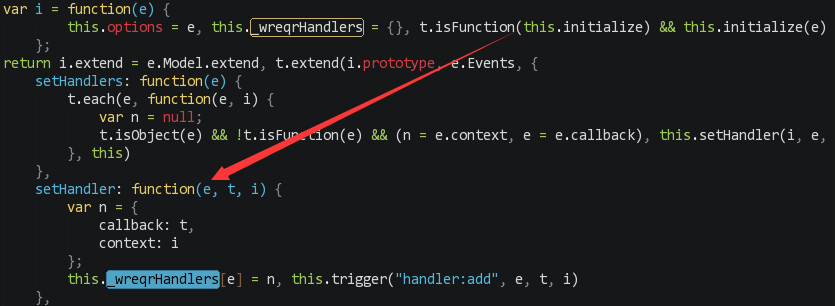 var i = function(e) {
this.options = e, this._wreqrHandlers = {}, t.isFunction(this.initialize) && this.initialize(e)
};
return i.extend = e.Model.extend, t.extend(i.prototype, e.Events, {
setHandlers: function(e) {
t.each(e, function(e, i) {
var n = null;
t.isObject(e) && !t.isFunction(e) && (n = e.context, e = e.callback), this.setHandler(i, e,
}, this)
},
setHandler: function(e, t, i) {
var n = {
callback: t,
context: i
};
this._wreqrHandlers[e] = n, this.trigger("handler:add", e, t, i)
},